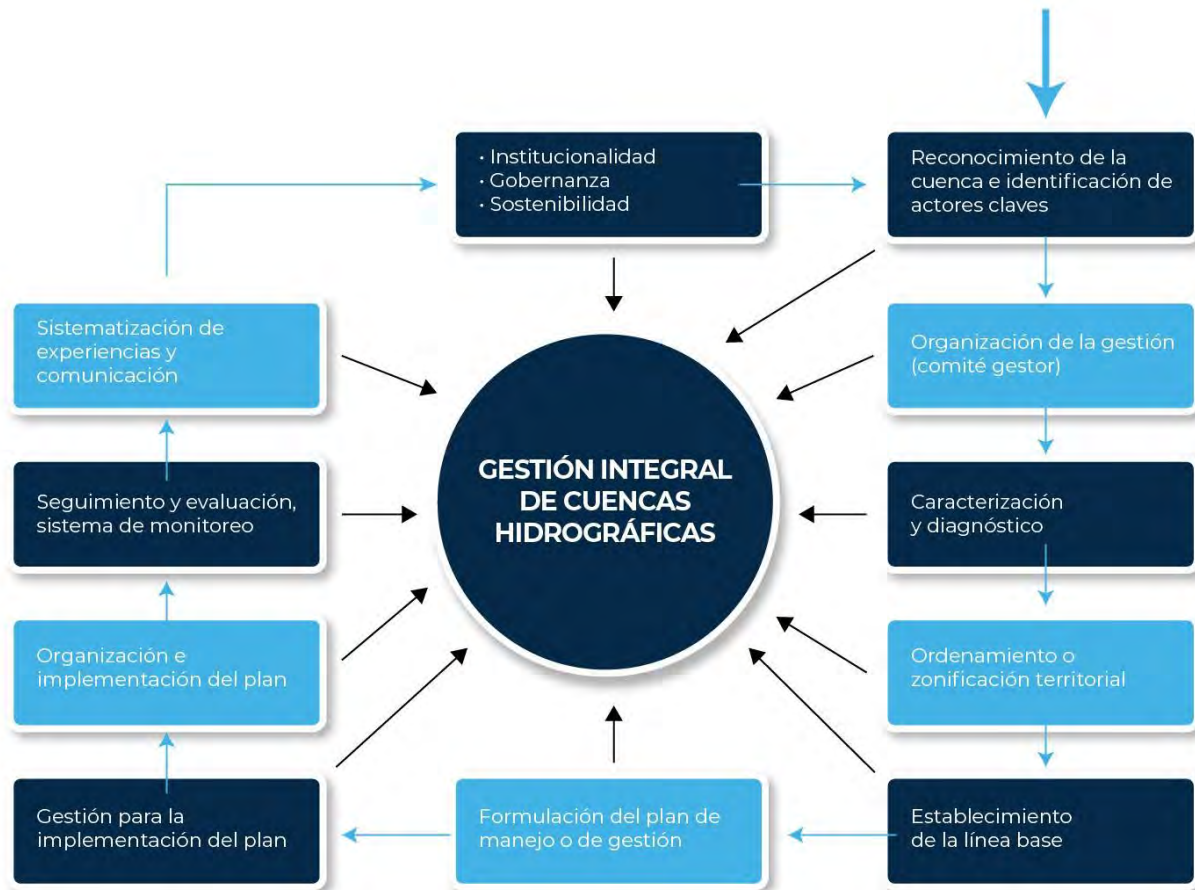 · Institucionalidad
· Gobernanza
· Sostenibilidad
Reconocimiento de la
cuenca e identificación de
actores claves
Organización de la gestión
(comité gestor)
Caracterización
y diagnóstico
Ordenamiento o
zonificación territorial
Establecimiento
de la línea base
Formulación del plan de
manejo o de gestión
Gestión para la
implementación del plan
Organización e
implementación del plan
Seguimiento y evaluación,
sistema de monitoreo
Sistematización de
experiencias y
comunicación
GESTIÓN INTEGRAL
DE CUENCAS
HIDROGRÁFICAS